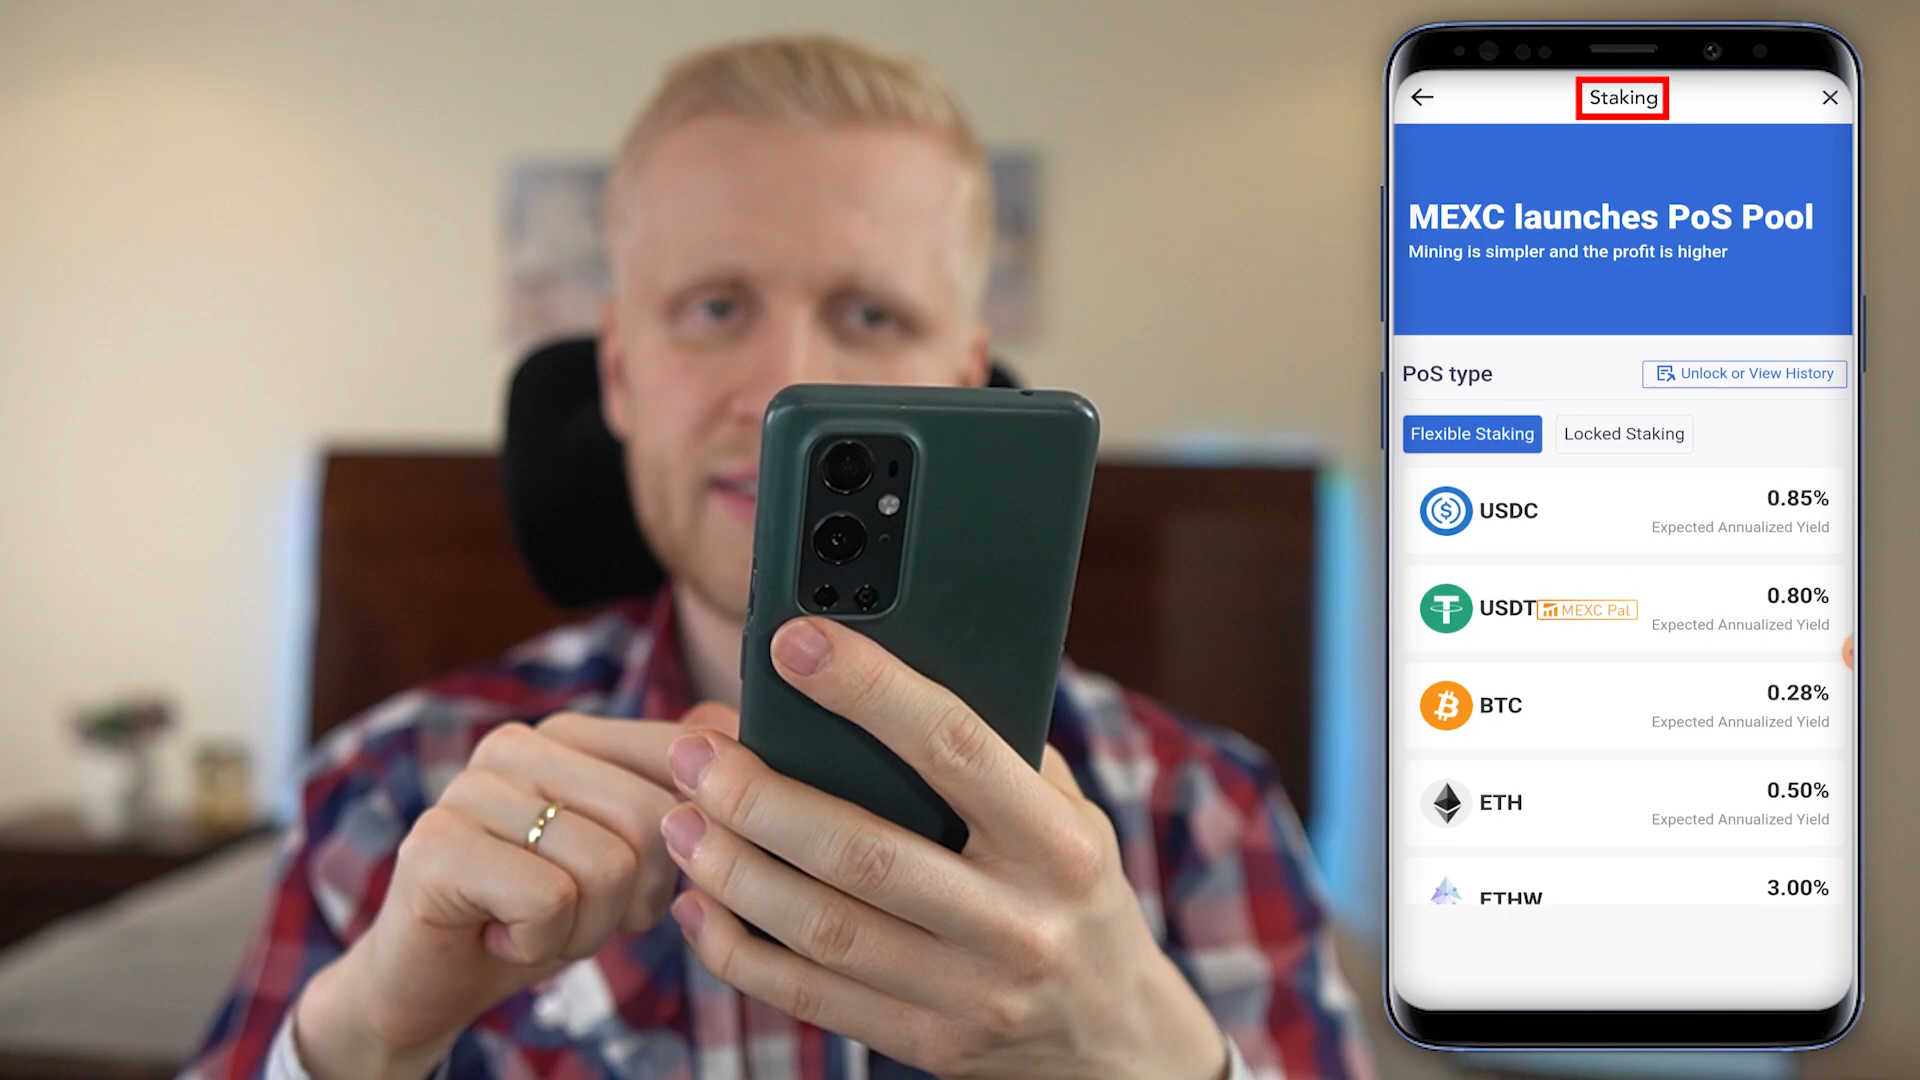 Staking
MEXC launches PoS Pool
Mining is simpler and the profit is higher
PoS type
Unlock or View History
Flexible Staking
Locked Staking
USDC
0.85%
Expected Annualized Yield
USDT
MEXC Pal
0.80%
Expected Annualized Yield
BTC
0.28%
Expected Annualized Yield
ETH
0.50%
Expected Annualized Yield
ETHW
3.00%